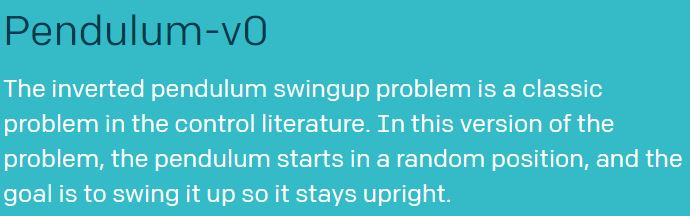 Pendulum-v0
The inverted pendulum swingup problem is a classic
problem in the control literature. In this version of the
problem, the pendulum starts in a random position, and the
goal is to swing it up so it stays upright.